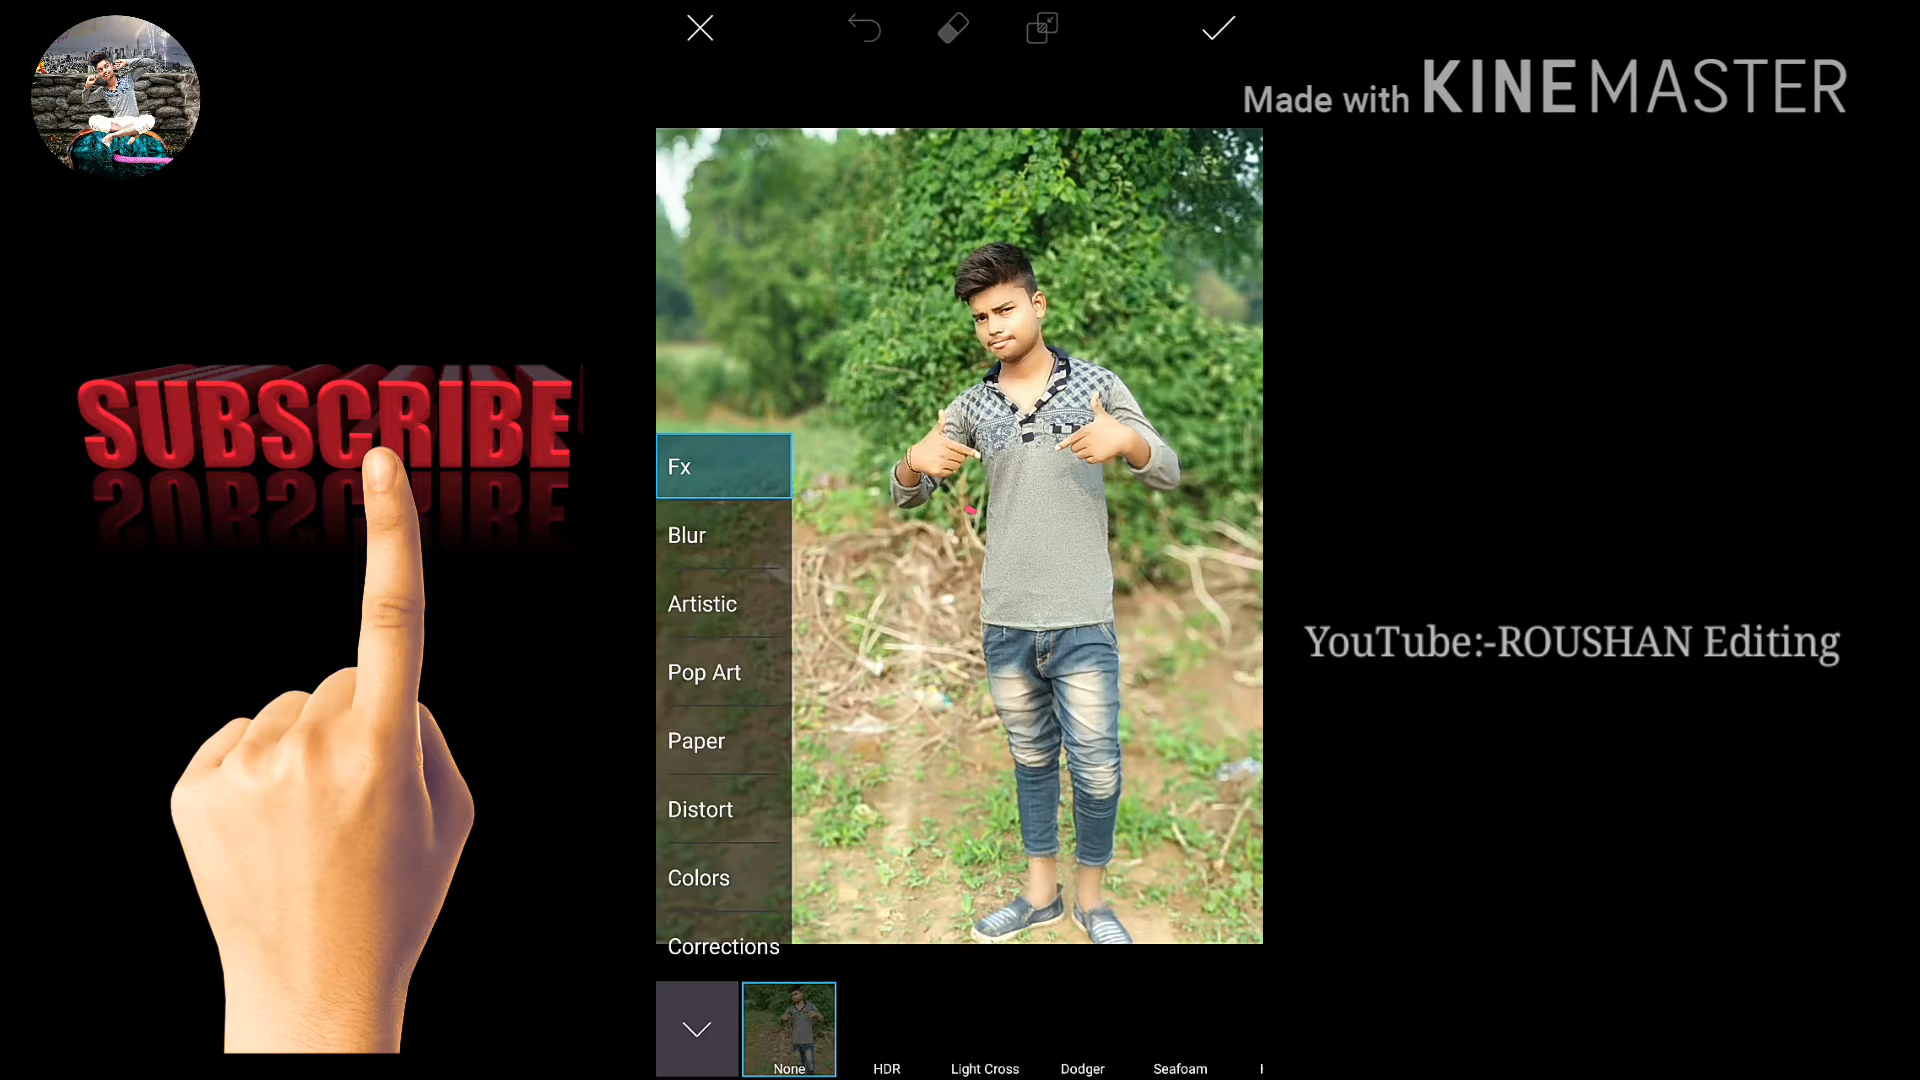 Made with KINEMASTER
SUBSCRIBE
Fx
Blur
Artistic
Pop Art
Paper
Distort
Colors
Corrections
YouTube:-ROUSHAN Editing
None
HDR
Light Cross
Dodger
Seafoam